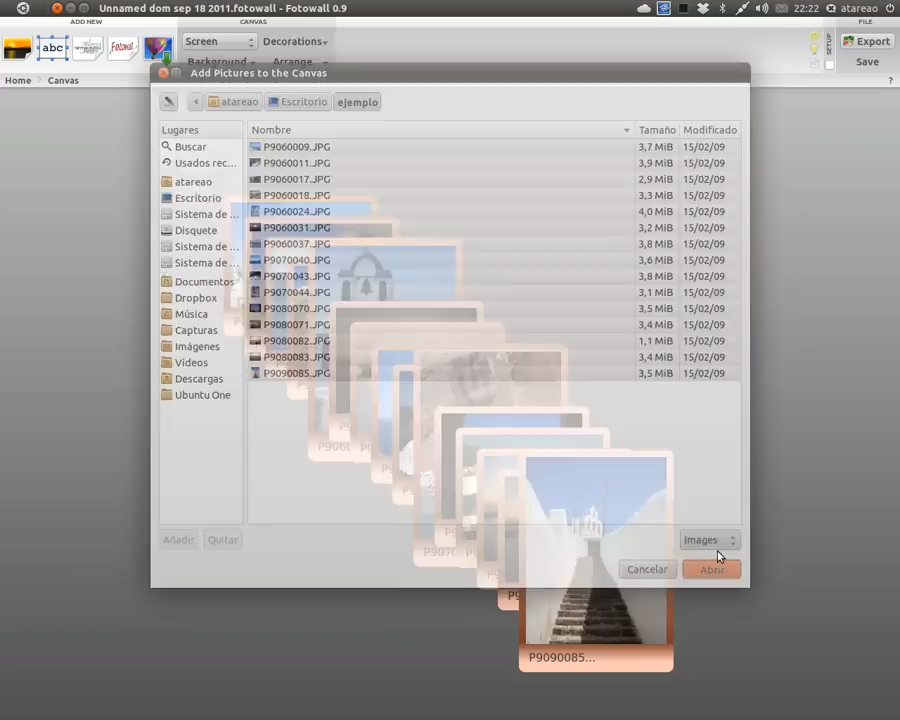 Unnamed dom sep 18 2011.fotowall - Fotowall 0.9
22:22 atareao
ADD NEW CANVAS FILE
abc Fotowall Screen Decorations SETUP Export
Background Arrange Save
Home Canvas ?
Add Pictures to the Canvas
atareao Escritorio ejemplo
Lugares Nombre Tamaño Modificado
Buscar P9060009.JPG 3,7 MiB 15/02/09
Usados rec... P9060011.JPG 3,9 MiB 15/02/09
P9060017.JPG 2,9 MiB 15/02/09
atareao
P9060018.JPG 3,3 MiB 15/02/09
Escritorio
P9060024.JPG 4,0 MiB 15/02/09
Sistema de ...
P9060031.JPG 3,2 MiB 15/02/09
Disquete
P9060037.JPG 3,8 MiB 15/02/09
Sistema de ...
P9070040.JPG 3,6 MiB 15/02/09
Sistema de ...
P9070043.JPG 3,8 MiB 15/02/09
Documentos
P9070044.JPG 3,1 MiB 15/02/09
Dropbox
P9080070.JPG 3,5 MiB 15/02/09
Música
P9080071.JPG 3,4 MiB 15/02/09
Capturas
P9080082.JPG 1,1 MiB 15/02/09
Imágenes
P9080083.JPG 3,4 MiB 15/02/09
Vídeos
P9090085.JPG 3,5 MiB 15/02/09
Descargas
Ubuntu One
Añadir Quitar Images
Cancelar Abrir
P9090085...